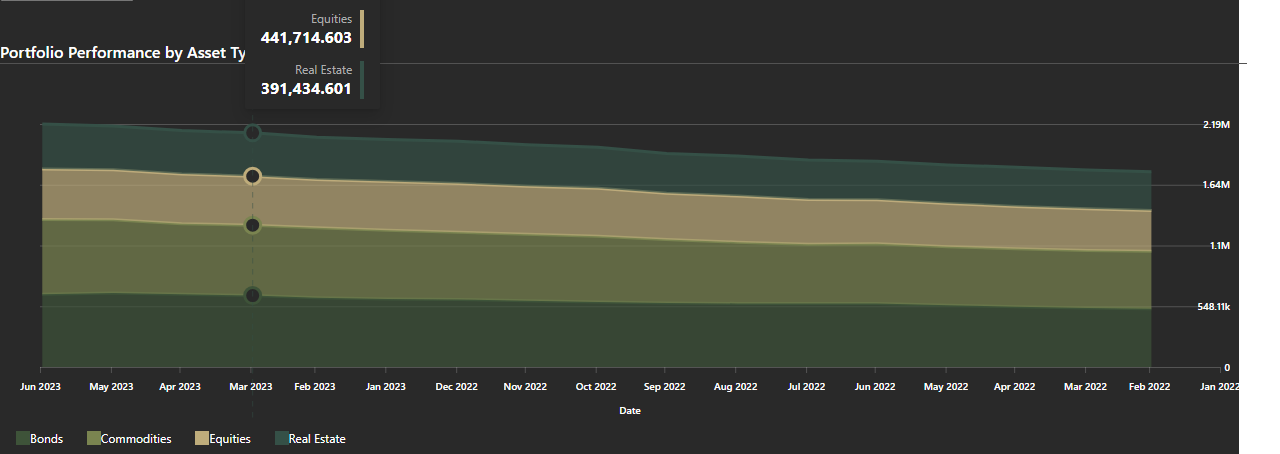 Equities
441,714.603
Portfolio Performance by Asset Ty
Real Estate
391,434.601
2.19M
1.64M
1.1M
548.11k
0
Jun 2023 May 2023 Apr 2023 Mar 2023 Feb 2023 Jan 2023 Dec 2022 Nov 2022 Oct 2022 Sep 2022 Aug 2022 Jul 2022 Jun 2022 May 2022 Apr 2022 Mar 2022 Feb 2022 Jan 2022
Date
Bonds Commodities Equities Real Estate